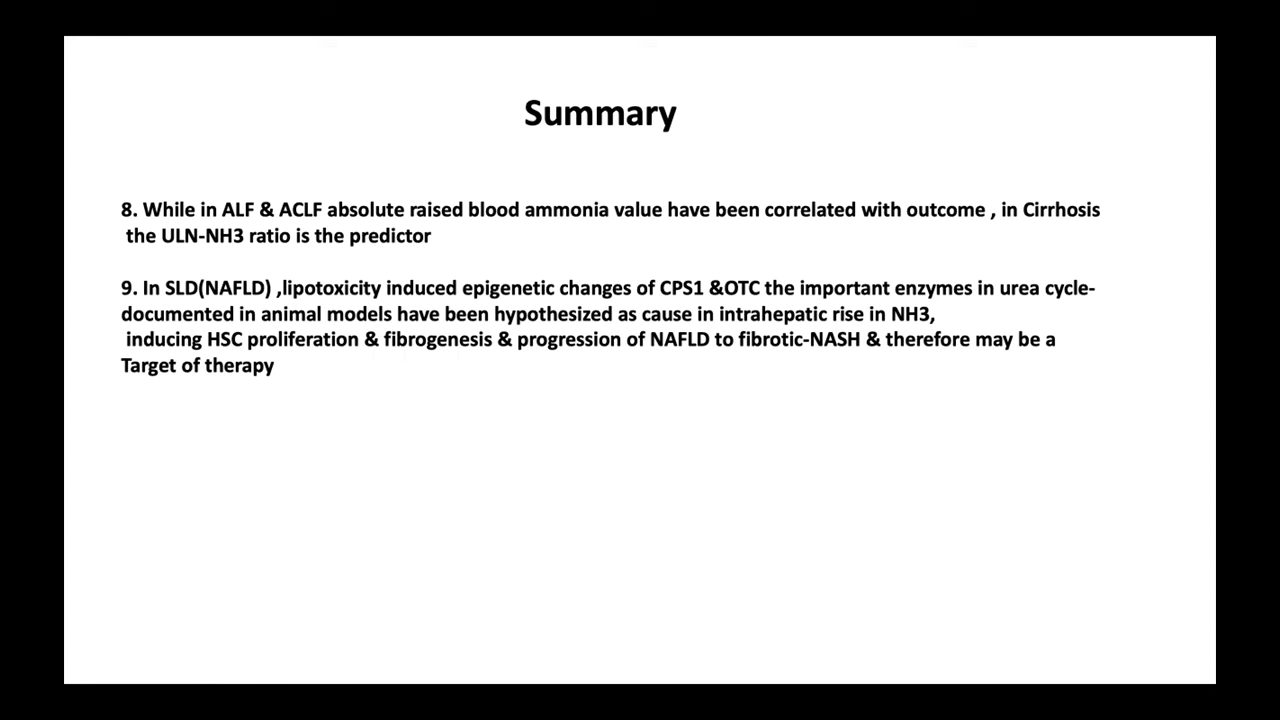 Summary
8. While in ALF & ACLF absolute raised blood ammonia value have been correlated with outcome , in Cirrhosis
the ULN-NH3 ratio is the predictor
9. In SLD(NAFLD) ,lipotoxicity induced epigenetic changes of CPS1 &OTC the important enzymes in urea cycle-
documented in animal models have been hypothesized as cause in intrahepatic rise in NH3,
inducing HSC proliferation & fibrogenesis & progression of NAFLD to fibrotic-NASH & therefore may be a
Target of therapy